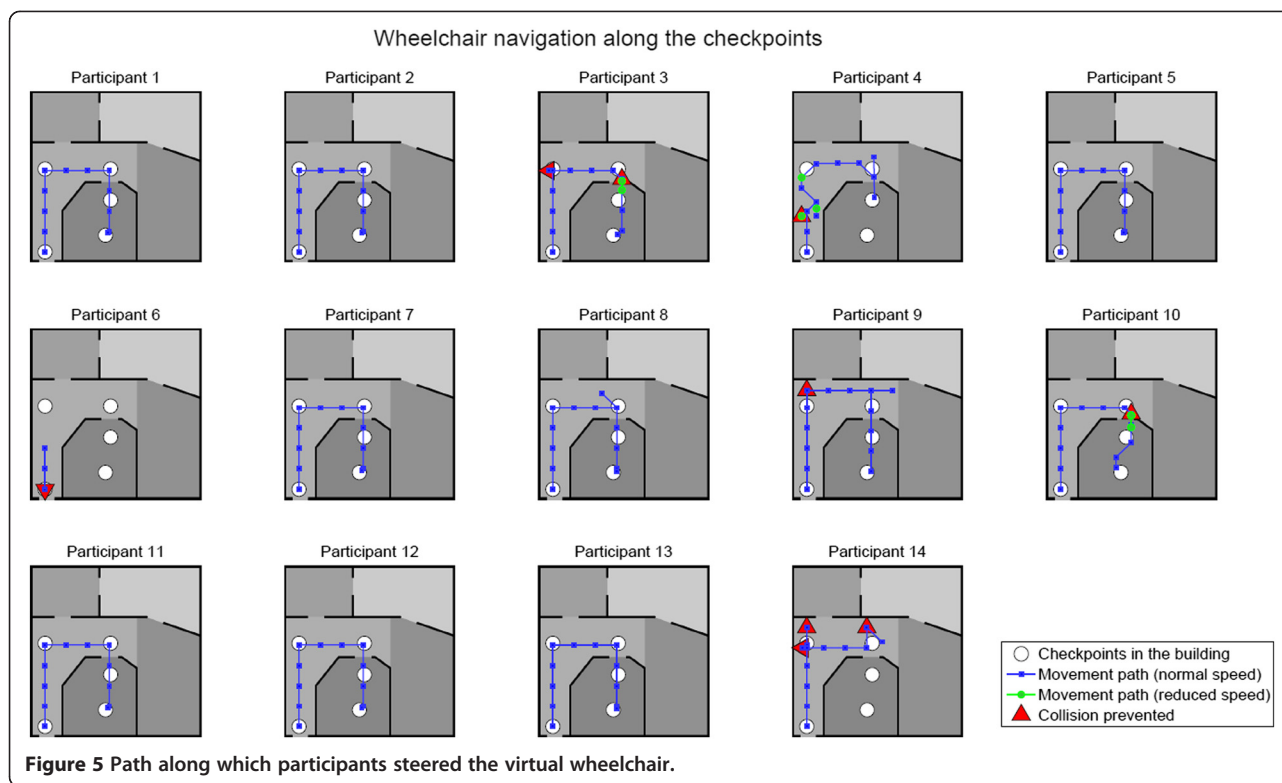 Wheelchair navigation along the checkpoints
Participant 1
Participant 2
Participant 3
Participant 4
Participant 5
Participant 6
Participant 7
Participant 8
Participant 9
Participant 10
Participant 11
Participant 12
Participant 13
Participant 14
Checkpoints in the building
Movement path (normal speed)
Movement path (reduced speed)
Collision prevented
Figure 5 Path along which participants steered the virtual wheelchair.